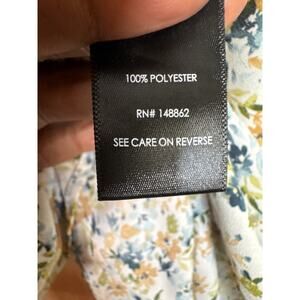 100% POLYESTER
RN# 148862
SEE CARE ON REVERSE